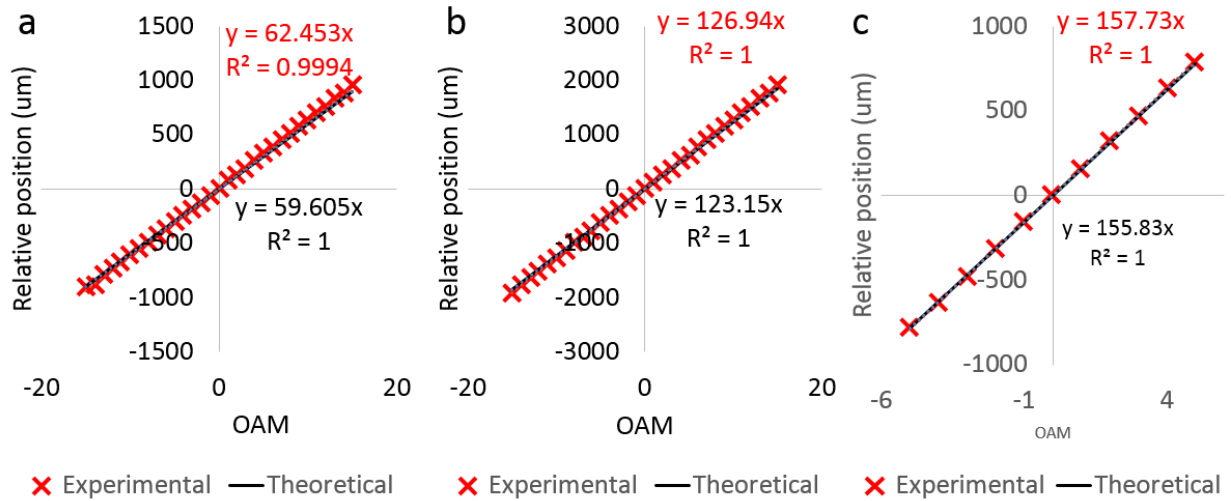 a
1500
1000
500
0
-500
-1000
-1500
-20
0
20
y = 62.453x
R² = 0.9994
y = 59.605x
R² = 1
Relative position (um)
OAM
Experimental
Theoretical
b
3000
2000
1000
0
-1000
-2000
-3000
-20
0
20
y = 126.94x
R² = 1
y = 123.15x
R² = 1
Relative position (um)
OAM
Experimental
Theoretical
c
1000
500
0
-500
-1000
-6
-1
4
y = 157.73x
R² = 1
y = 155.83x
R² = 1
Relative position (um)
OAM
Experimental
Theoretical